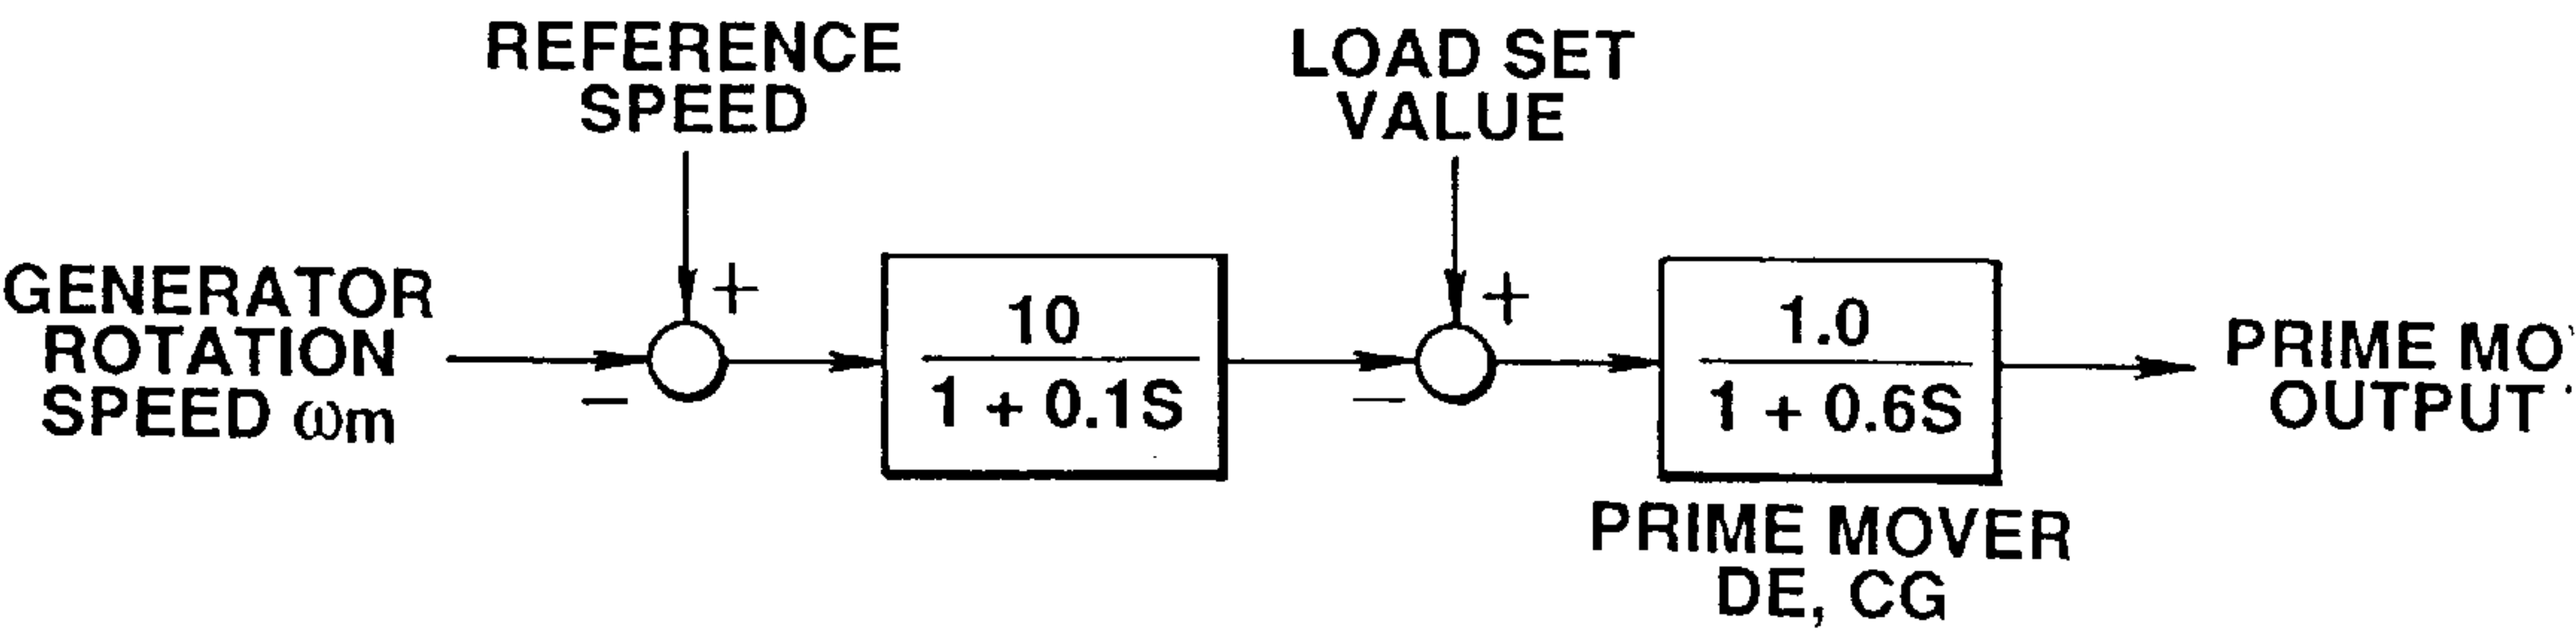 REFERENCE
SPEED
LOAD SET
VALUE
GENERATOR
ROTATION
SPEED ωm
+
−
10
1 + 0.1S
+
−
1.0
1 + 0.6S
PRIME
OUTPUT
PRIME MOVER
DE, CG